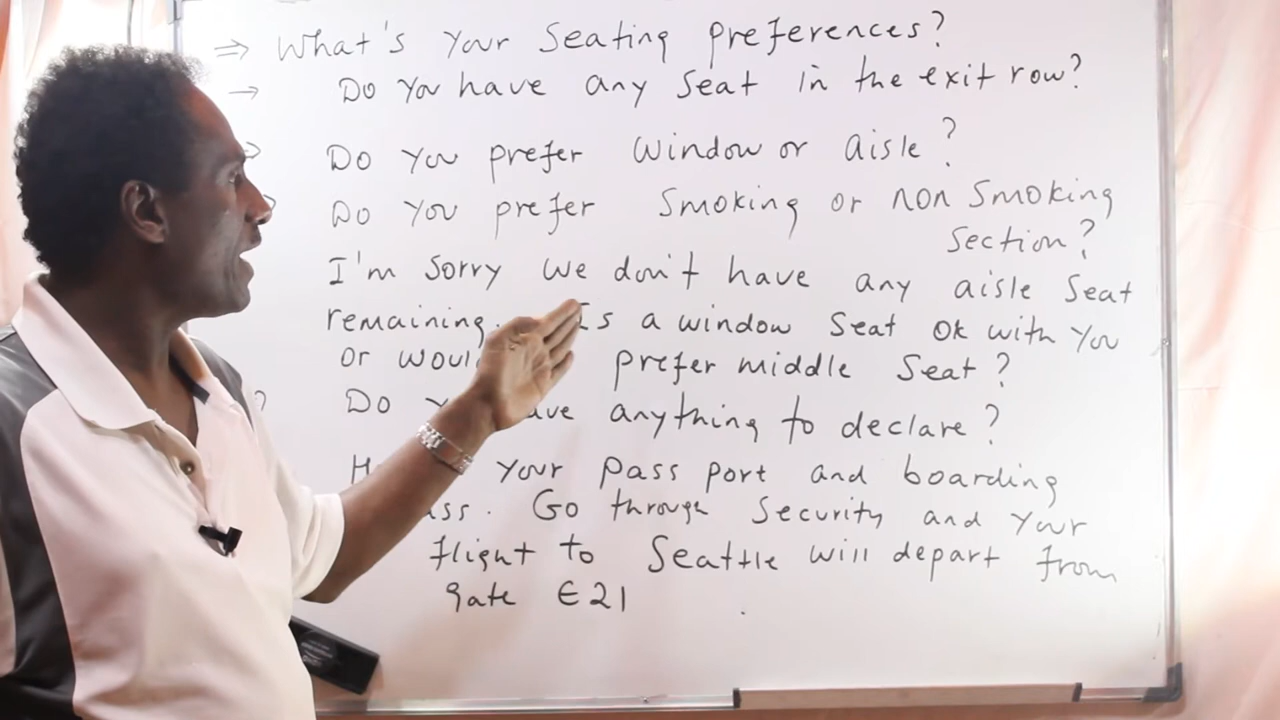 ⇒ What's your seating preferences?
→ Do you have any seat in the exit row?
Do you prefer window or aisle?
Do you prefer smoking or non smoking
section?
I'm sorry we don't have any aisle seat
remaining. Is a window seat ok with you
or prefer middle seat?
Do anything to declare?
your pass port and boarding
Go through security and your
flight to Seattle will depart from
gate E21